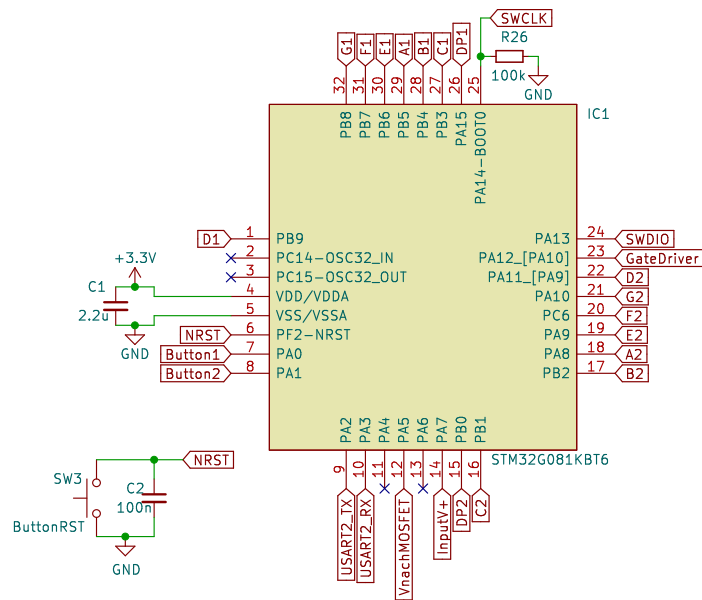 SWCLK
R26
100k
GND
G1
F1
E1
A1
B1
C1
DP1
32
31
30
29
28
27
26
25
IC1
PB8
PB7
PB6
PB5
PB4
PB3
PA15
PA14-BOOT0
D1 1 PB9
2 PC14-OSC32_IN
3 PC15-OSC32_OUT
4 VDD/VDDA
5 VSS/VSSA
NRST 6 PF2-NRST
Button1 7 PA0
Button2 8 PA1
+3.3V
C1
2.2u
GND
PA13 24 SWDIO
PA12_[PA10] 23 GateDriver
PA11_[PA9] 22 D2
PA10 21 G2
PC6 20 F2
PA9 19 E2
PA8 18 A2
PB2 17 B2
PA2
PA3
PA4
PA5
PA6
PA7
PB0
PB1
STM32G081KBT6
9
10
11
12
13
14
15
16
USART2_TX
USART2_RX
VnachMOSFET
InputV+
DP2
C2
NRST
SW3
ButtonRST
C2
100n
GND